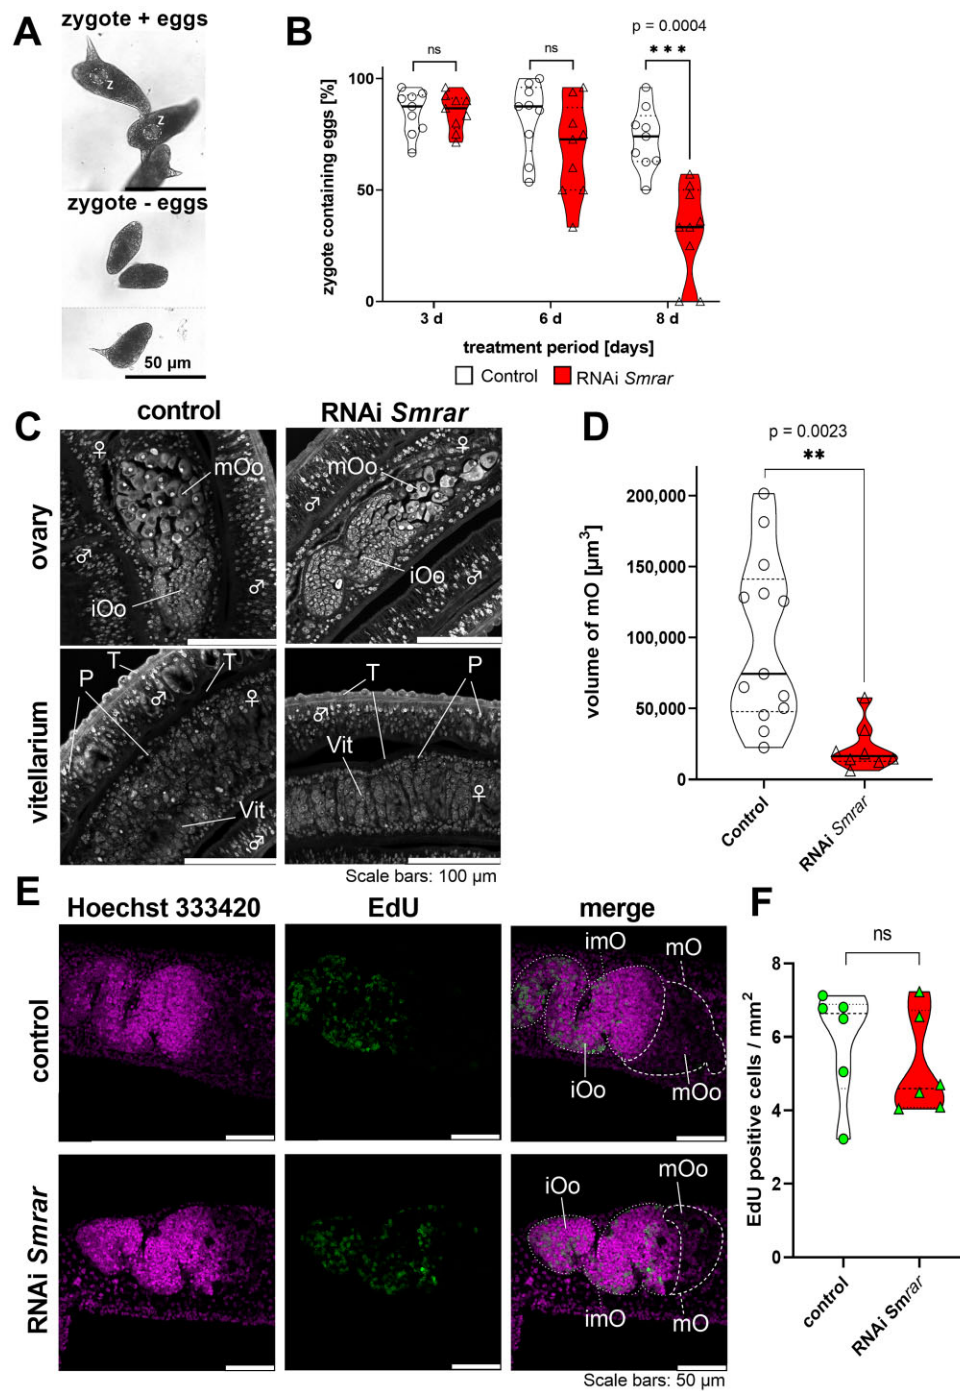 A
zygote + eggs
z
z
zygote - eggs
50 µm
B
p = 0.0004
ns
ns
***
zygote containing eggs [%]
100
50
0
3 d
6 d
8 d
treatment period [days]
Control
RNAi Smrar
C
control
RNAi Smrar
ovary
♀
mOo
♂
♂
iOo
♀
mOo
♂
iOo
♂
vitellarium
T
T
P
♂
♀
Vit
♂
T
P
♂
Vit
♀
Scale bars: 100 µm
D
p = 0.0023
**
volume of mO [µm³]
200,000
150,000
100,000
50,000
0
Control
RNAi Smrar
E
Hoechst 333420
EdU
merge
control
imO
mO
iOo
mOo
RNAi Smrar
iOo
mOo
imO
mO
Scale bars: 50 µm
F
ns
EdU positive cells / mm²
8
6
4
2
0
control
RNAi Smrar